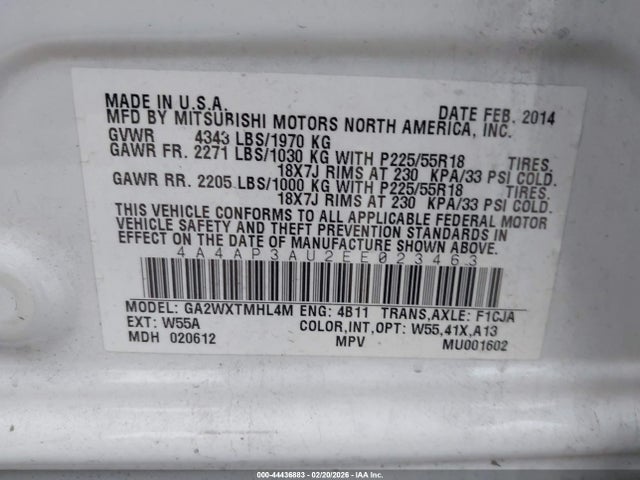 MADE IN U.S.A. DATE FEB. 2014
MFD BY MITSUBISHI MOTORS NORTH AMERICA, INC.
GVWR 4343 LBS/1970 KG
GAWR FR. 2271 LBS/1030 KG WITH P225/55R18 TIRES,
18X7J RIMS AT 230 KPA/33 PSI COLD.
GAWR RR. 2205 LBS/1000 KG WITH P225/55R18 TIRES,
18X7J RIMS AT 230 KPA/33 PSI COLD.
THIS VEHICLE CONFORMS TO ALL APPLICABLE FEDERAL MOTOR
VEHICLE SAFETY AND THEFT PREVENTION STANDARDS IN
EFFECT ON THE DATE OF MANUFACTURE SHOWN ABOVE.
4A4AP3AU2EE023463
MODEL: GA2WXTMHL4M ENG: 4B11 TRANS,AXLE: F1CJA
EXT: W55A COLOR,INT,OPT: W55,41X,A13
MDH 020612 MPV MU001602
000-44436883 - 02/20/2026 - IAA Inc.